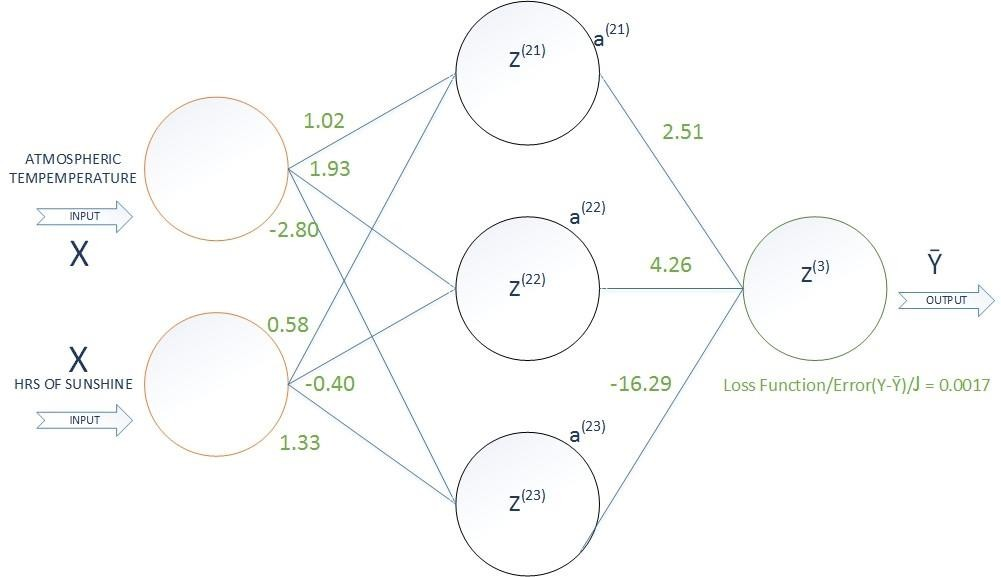 Z⁽²¹⁾
a⁽²¹⁾
1.02
2.51
ATMOSPHERIC
TEMPEMPERATURE
1.93
INPUT
X
-2.80
a⁽²²⁾
Z⁽²²⁾
4.26
Z⁽³⁾
Ȳ
OUTPUT
0.58
X
HRS OF SUNSHINE
-0.40
-16.29
Loss Function/Error(Y-Ȳ)/J = 0.0017
INPUT
1.33
a⁽²³⁾
Z⁽²³⁾